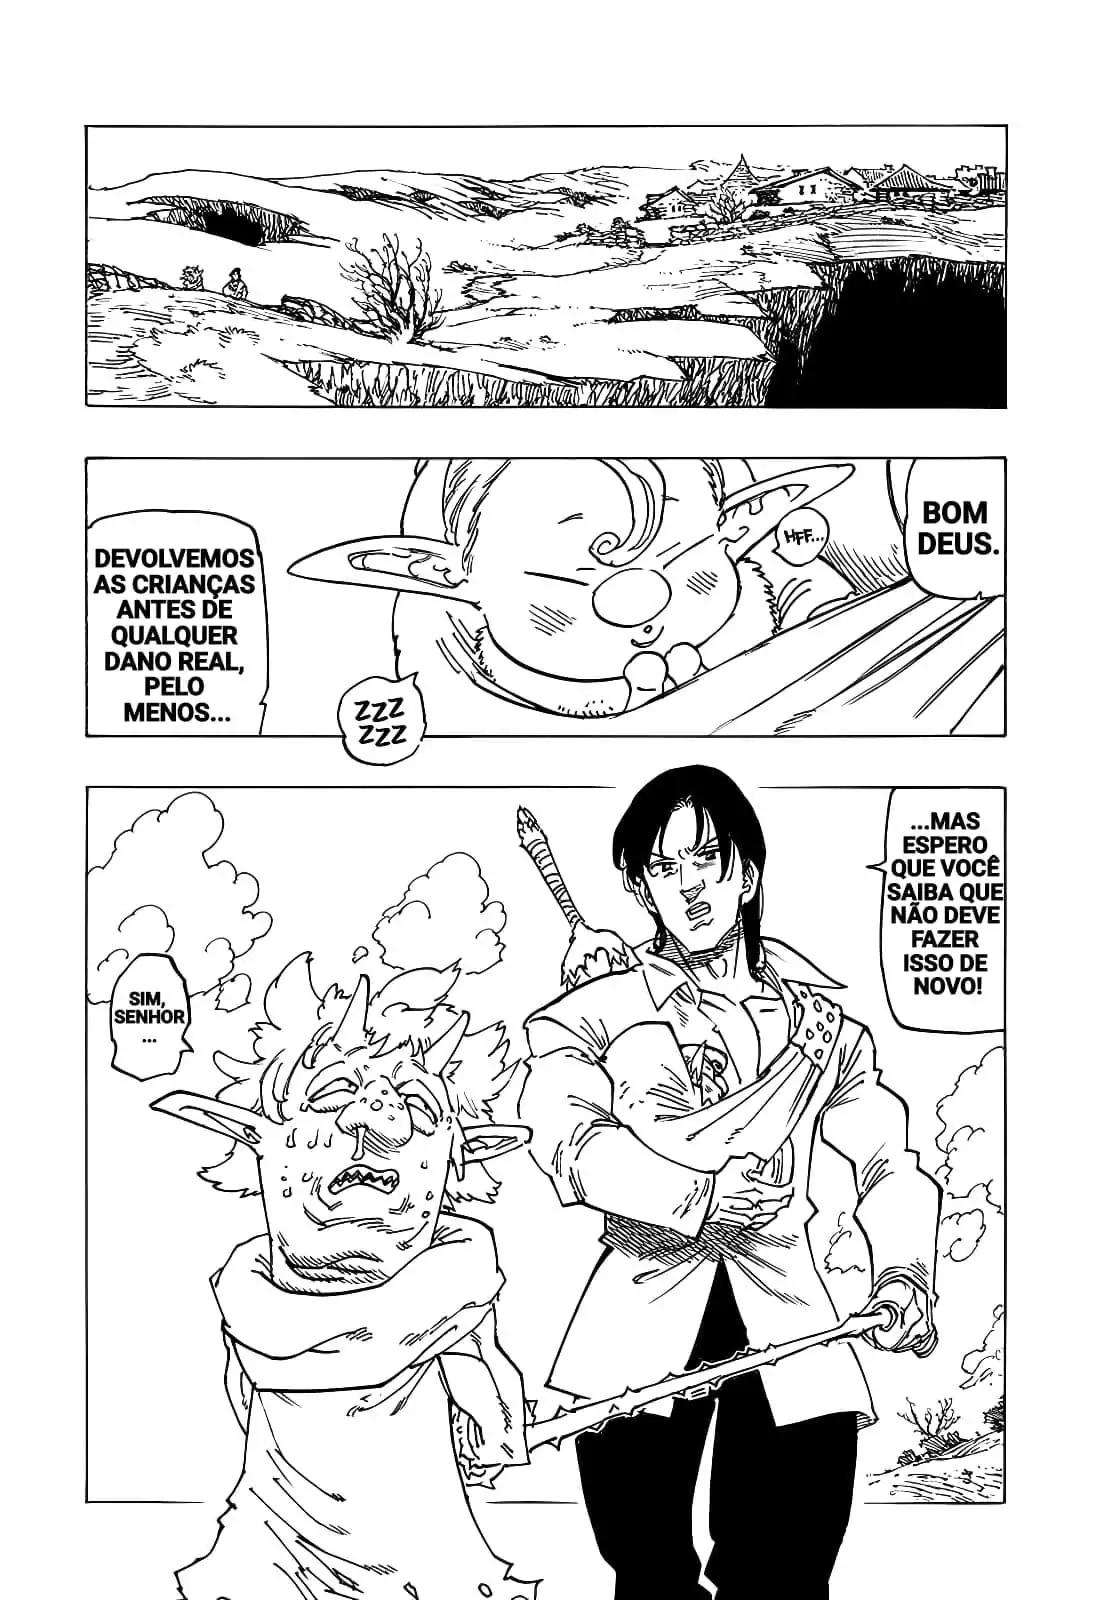 BOM
DEUS.
HFF...
DEVOLVEMOS
AS CRIANÇAS
ANTES DE
QUALQUER
DANO REAL,
PELO
MENOS...
ZZZ
ZZZ
...MAS
ESPERO
QUE VOCÊ
SAIBA QUE
NÃO DEVE
FAZER
ISSO DE
NOVO!
SIM,
SENHOR
...